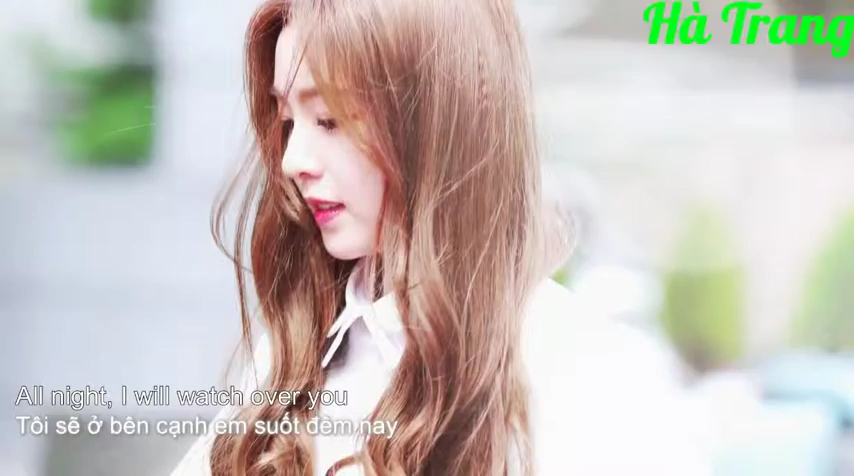 Hà Trang
All night, I will watch over you
Tôi sẽ ở bên cạnh em suốt đêm nay